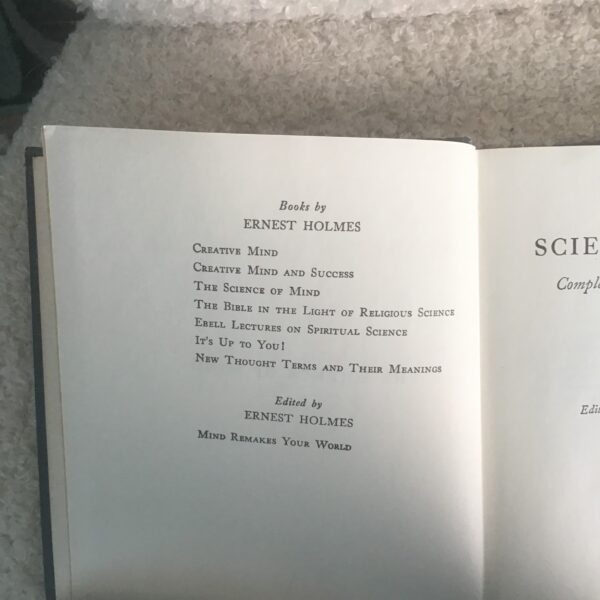 Books by
ERNEST HOLMES
CREATIVE MIND
CREATIVE MIND AND SUCCESS
THE SCIENCE OF MIND
THE BIBLE IN THE LIGHT OF RELIGIOUS SCIENCE
EBELL LECTURES ON SPIRITUAL SCIENCE
IT'S UP TO YOU!
NEW THOUGHT TERMS AND THEIR MEANINGS
Edited by
ERNEST HOLMES
MIND REMAKES YOUR WORLD
SCIE
Comple
Edi